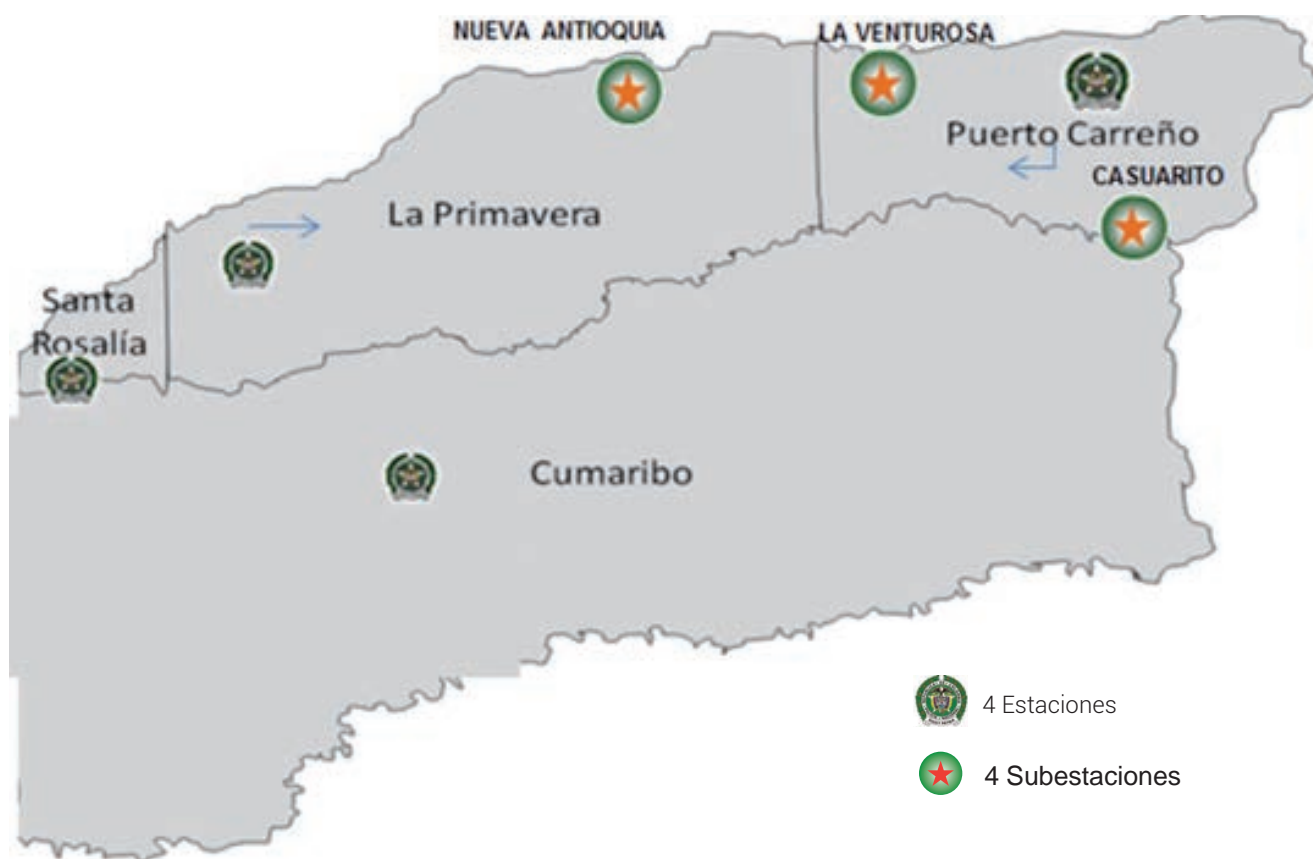 NUEVA ANTIOQUIA
LA VENTUROSA
Puerto Carreño
CASUARITO
La Primavera
Santa
Rosalía
Cumaribo
4 Estaciones
4 Subestaciones